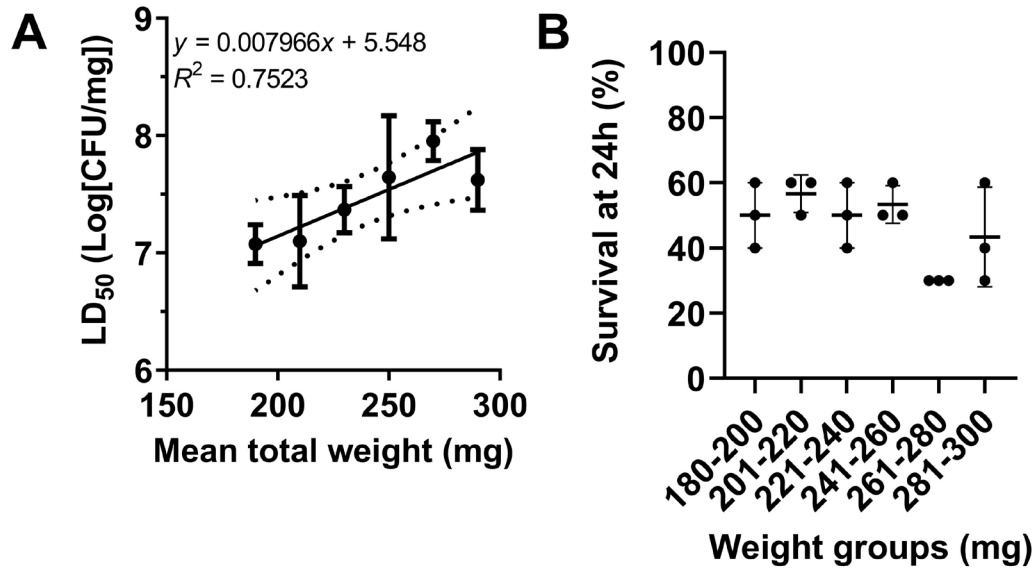 A
y = 0.007966x + 5.548
R² = 0.7523
LD₅₀ (Log[CFU/mg])
9
8
7
6
150 200 250 300
Mean total weight (mg)
B
Survival at 24h (%)
100
80
60
40
20
0
180-200
201-220
221-240
241-260
261-280
281-300
Weight groups (mg)